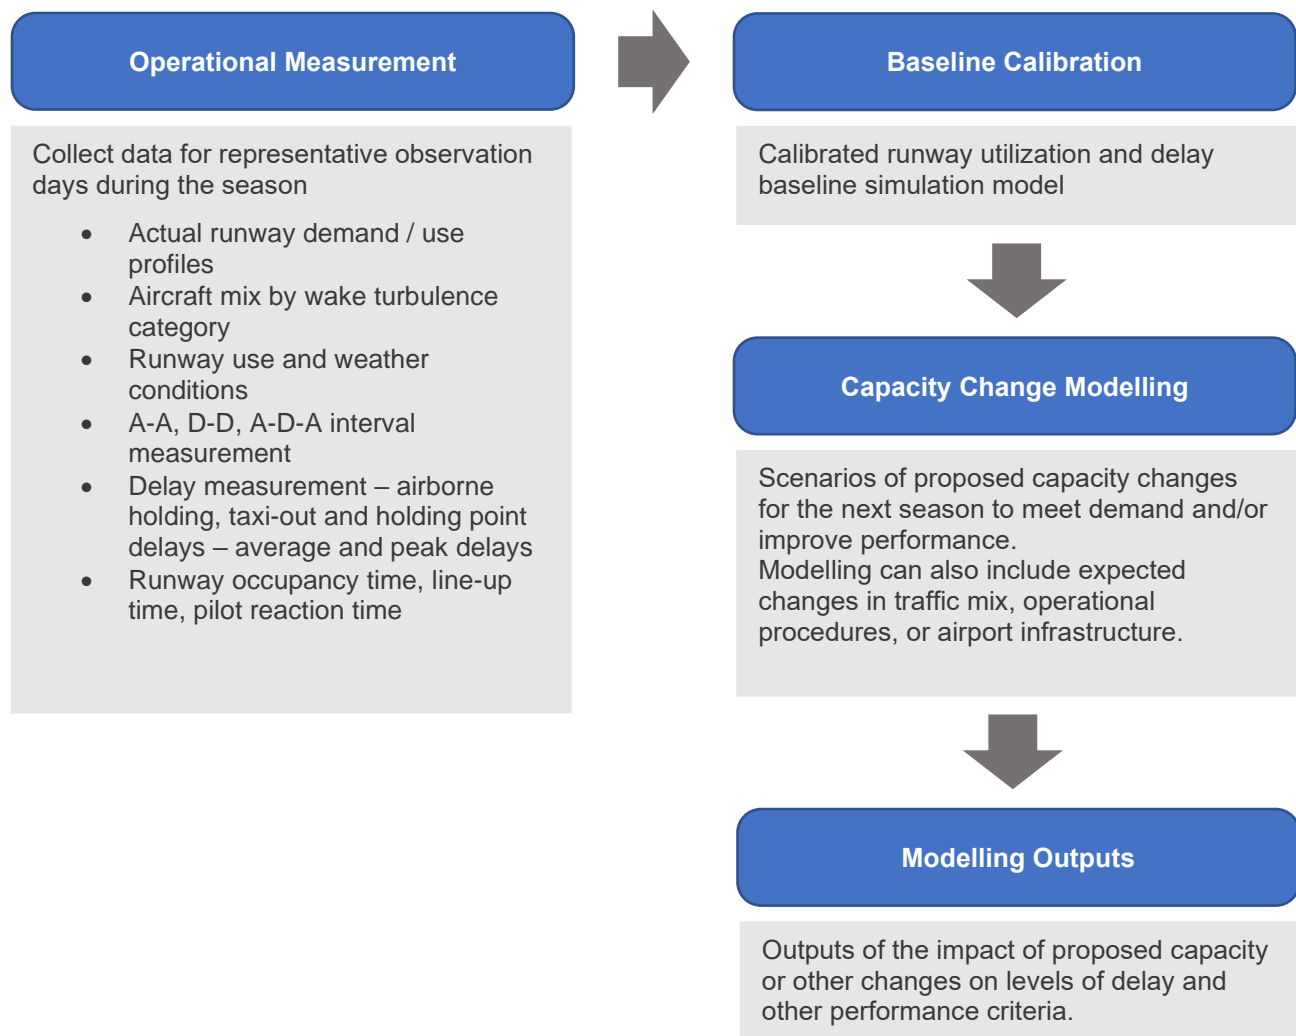 Operational Measurement
Collect data for representative observation
days during the season
• Actual runway demand / use
profiles
• Aircraft mix by wake turbulence
category
• Runway use and weather
conditions
• A-A, D-D, A-D-A interval
measurement
• Delay measurement – airborne
holding, taxi-out and holding point
delays – average and peak delays
• Runway occupancy time, line-up
time, pilot reaction time
Baseline Calibration
Calibrated runway utilization and delay
baseline simulation model
Capacity Change Modelling
Scenarios of proposed capacity changes
for the next season to meet demand and/or
improve performance.
Modelling can also include expected
changes in traffic mix, operational
procedures, or airport infrastructure.
Modelling Outputs
Outputs of the impact of proposed capacity
or other changes on levels of delay and
other performance criteria.